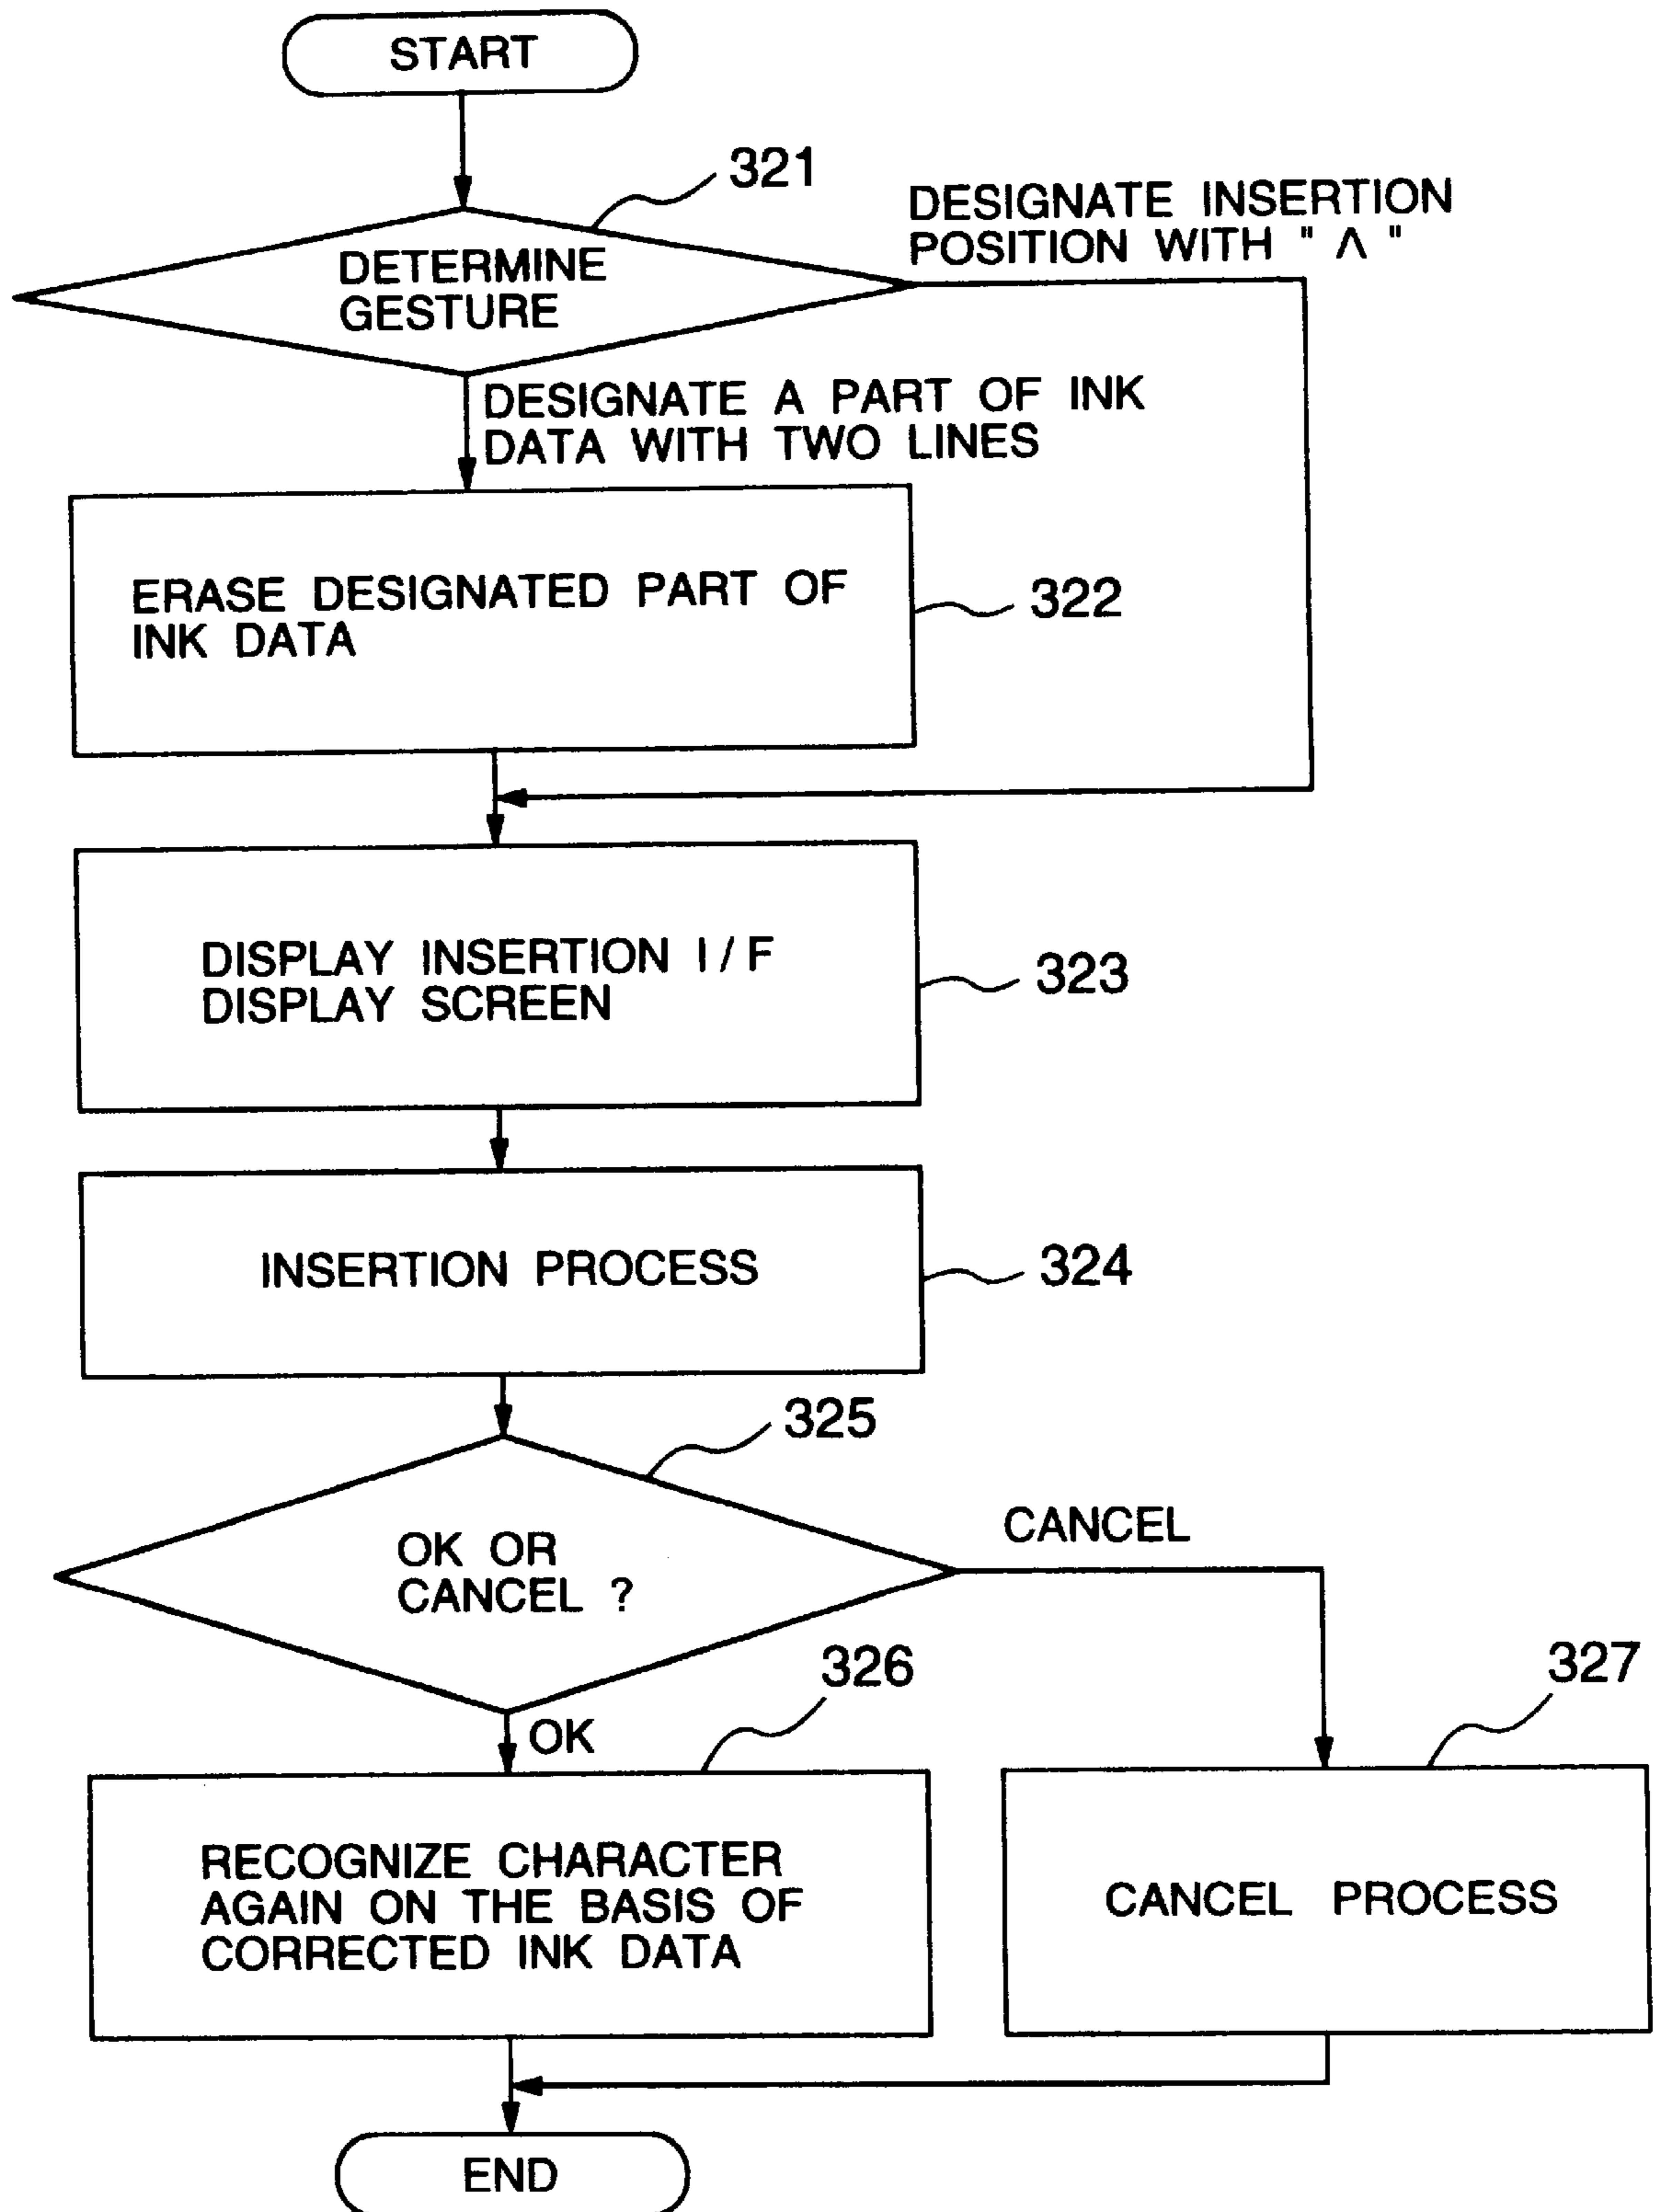 START
321
DESIGNATE INSERTION
POSITION WITH " Λ "
DETERMINE
GESTURE
DESIGNATE A PART OF INK
DATA WITH TWO LINES
ERASE DESIGNATED PART OF
INK DATA
322
DISPLAY INSERTION I/F
DISPLAY SCREEN
323
INSERTION PROCESS
324
325
OK OR
CANCEL ?
CANCEL
OK
326
327
RECOGNIZE CHARACTER
AGAIN ON THE BASIS OF
CORRECTED INK DATA
CANCEL PROCESS
END